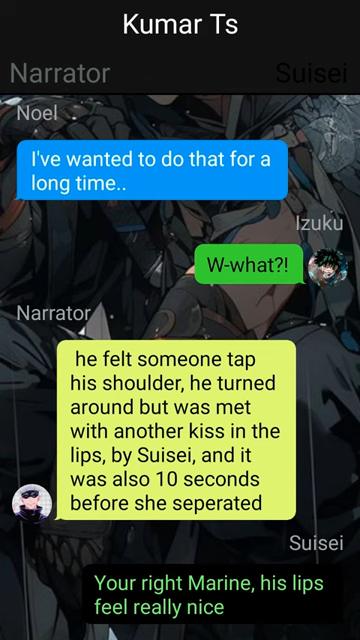 Kumar Ts
Narrator
Suisei
Noel
I've wanted to do that for a
long time..
Izuku
W-what?!
Narrator
he felt someone tap
his shoulder, he turned
around but was met
with another kiss in the
lips, by Suisei, and it
was also 10 seconds
before she seperated
Suisei
Your right Marine, his lips
feel really nice